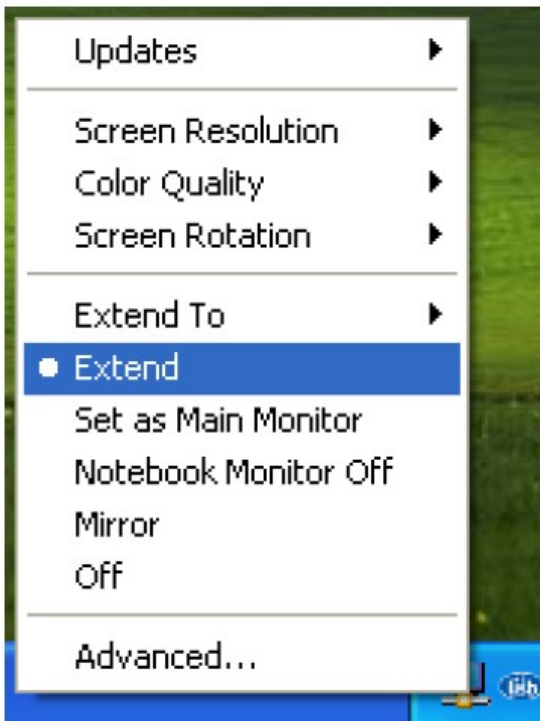 Updates
Screen Resolution
Color Quality
Screen Rotation
Extend To
Extend
Set as Main Monitor
Notebook Monitor Off
Mirror
Off
Advanced...